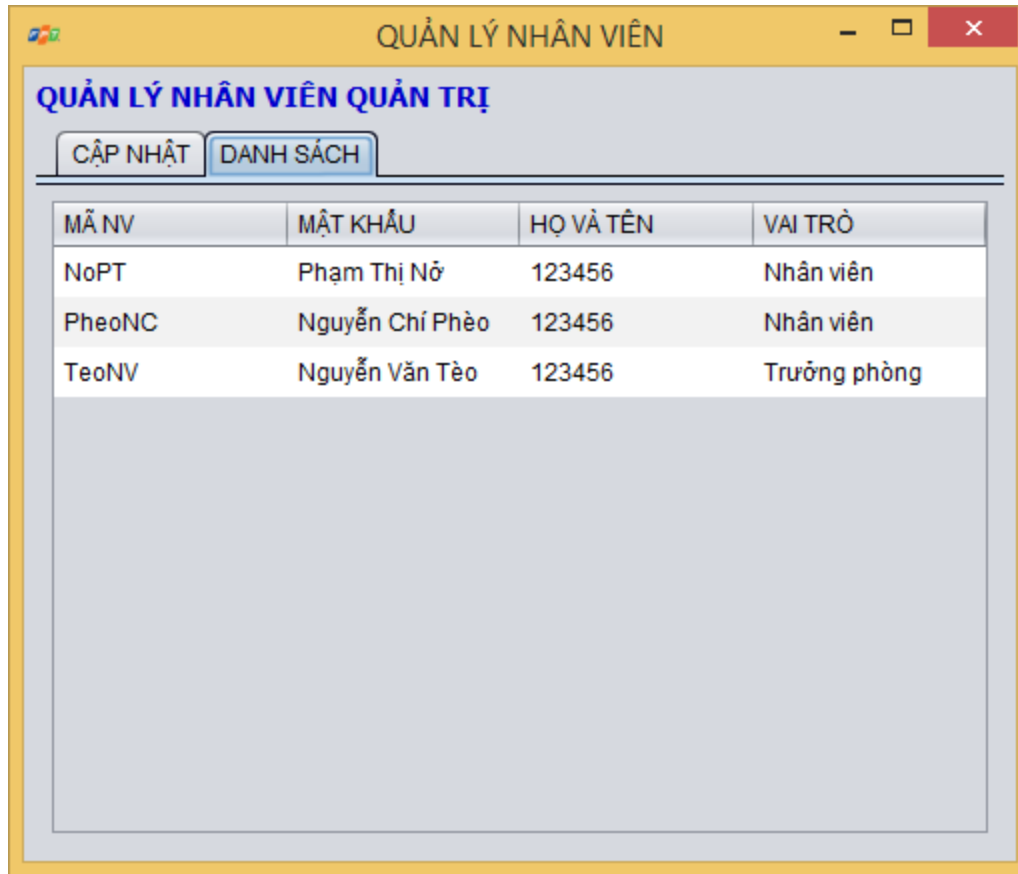 QUẢN LÝ NHÂN VIÊN
QUẢN LÝ NHÂN VIÊN QUẢN TRỊ
CẬP NHẬT DANH SÁCH
MÃ NV MẬT KHẨU HỌ VÀ TÊN VAI TRÒ
NoPT Phạm Thị Nở 123456 Nhân viên
PheoNC Nguyễn Chí Phèo 123456 Nhân viên
TeoNV Nguyễn Văn Tèo 123456 Trưởng phòng